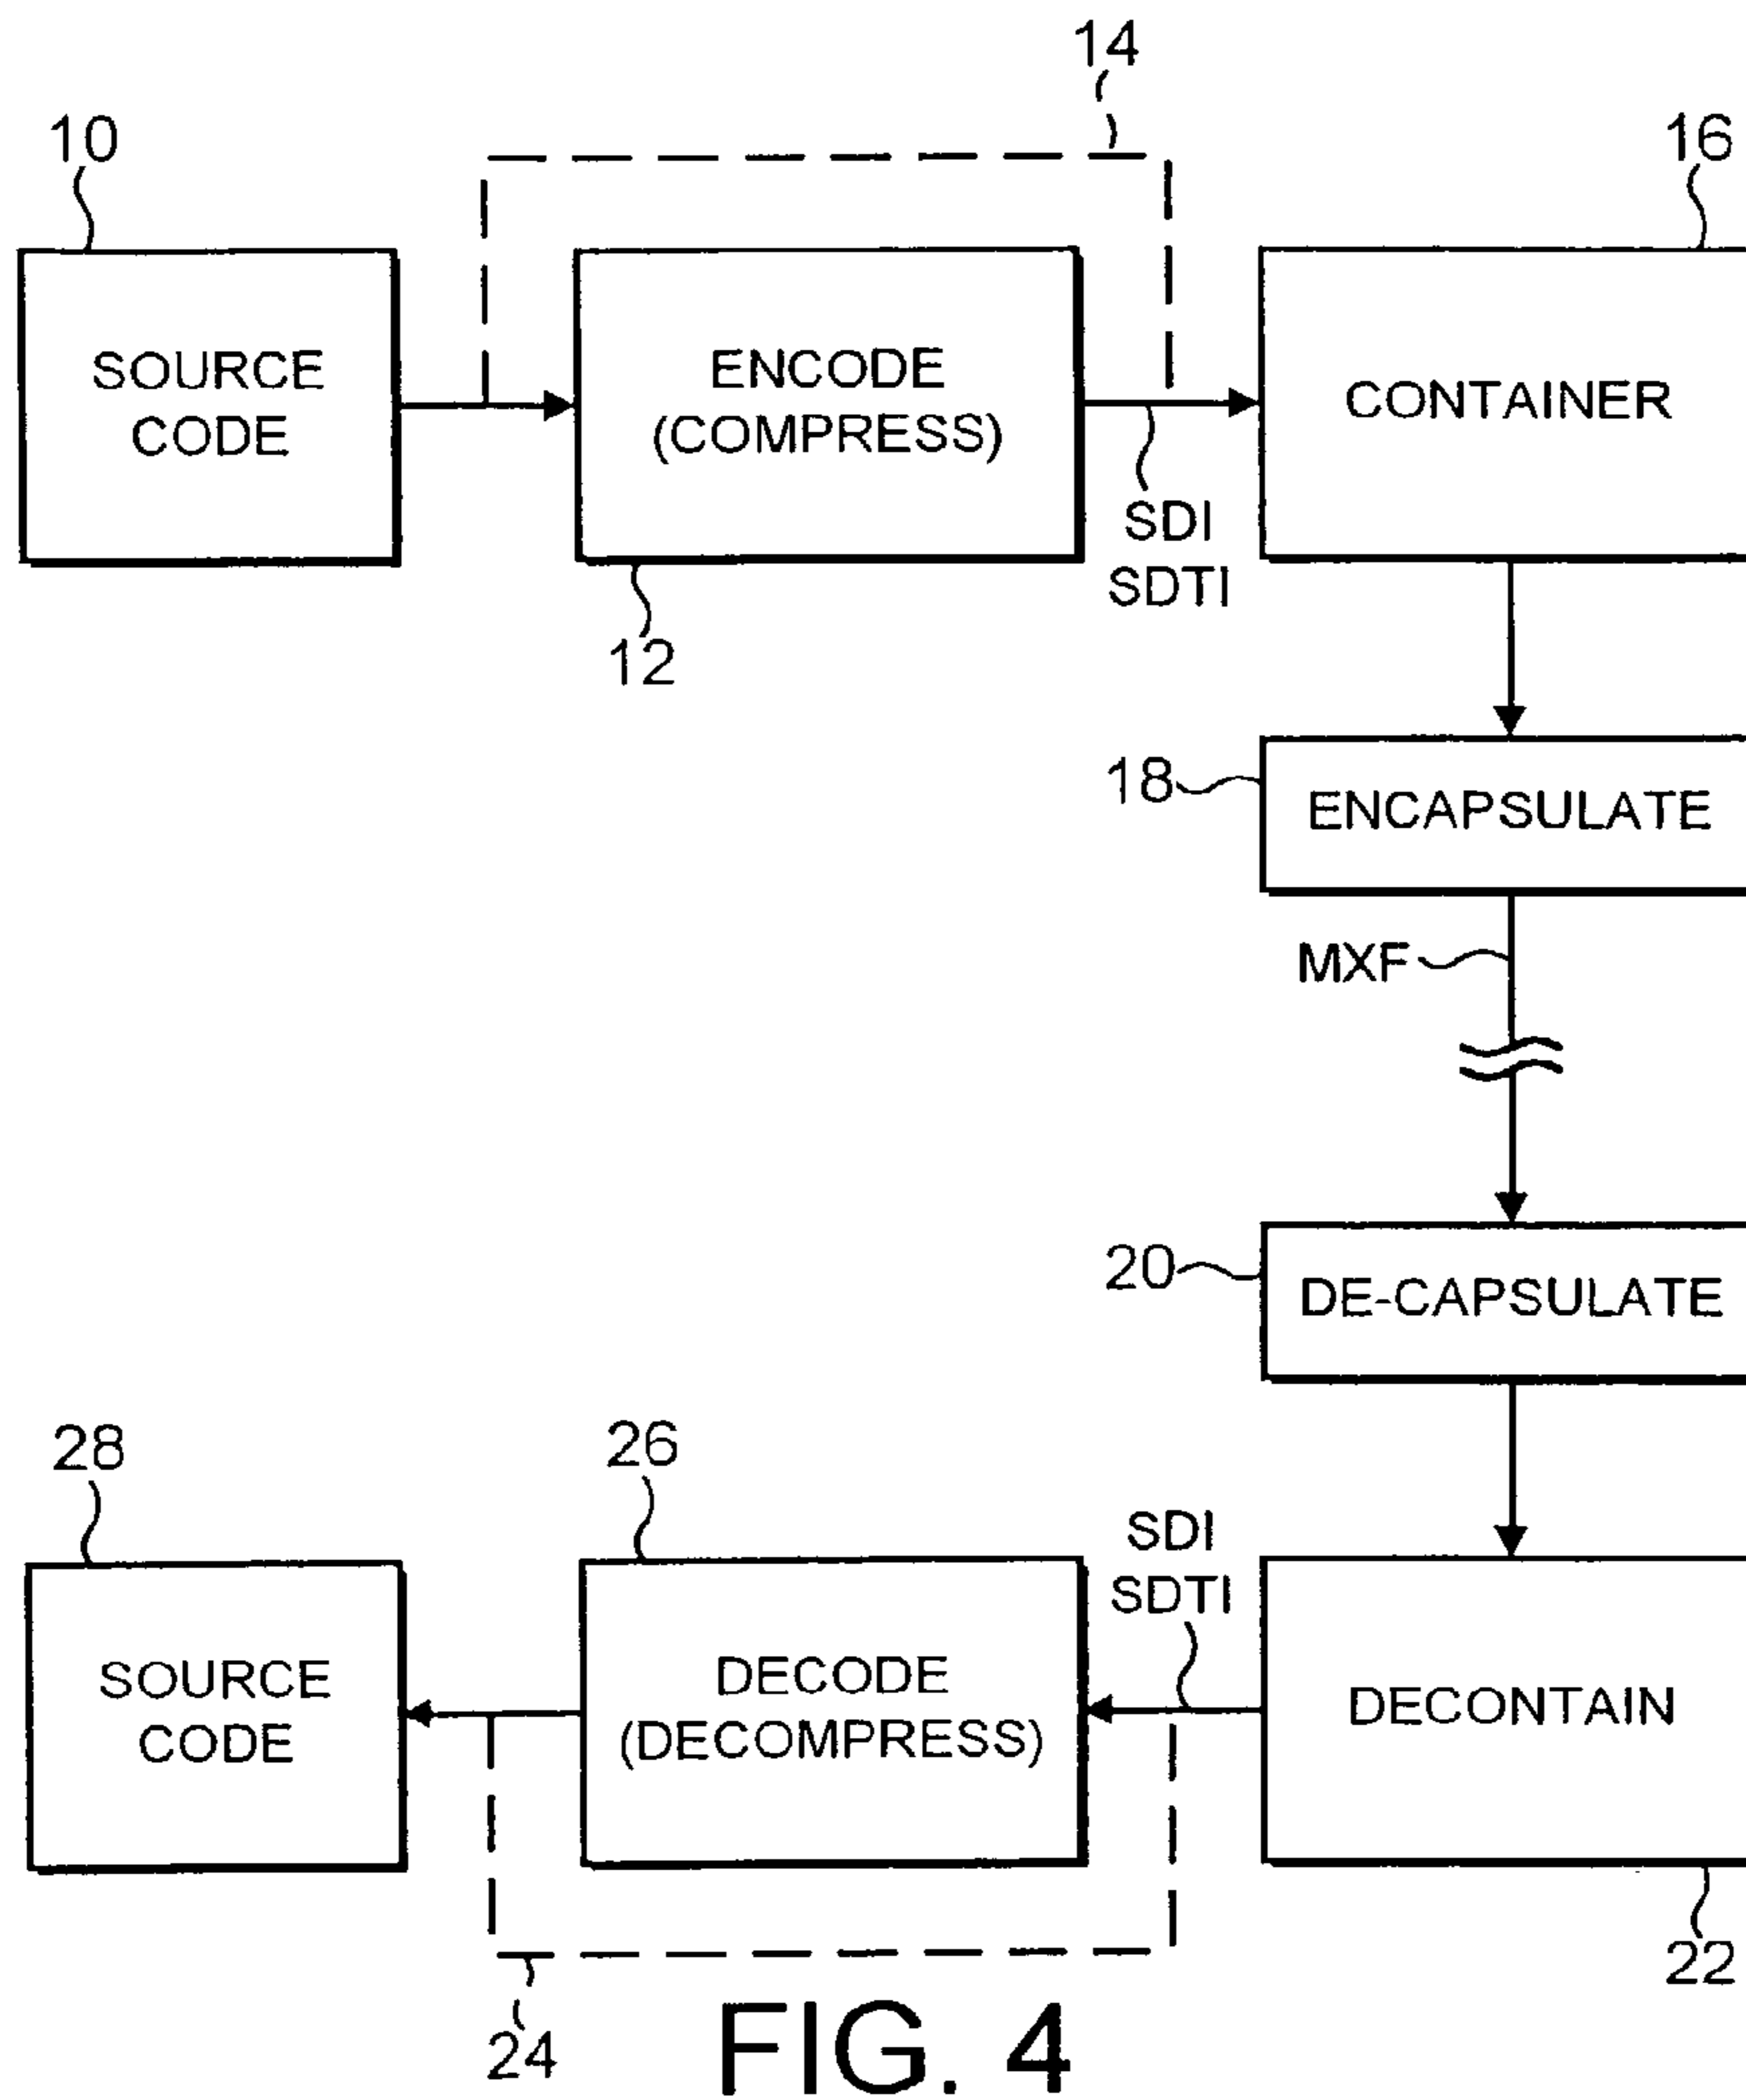 14
10
16
SOURCE
CODE
ENCODE
(COMPRESS)
CONTAINER
SDI
SDTI
12
18
ENCAPSULATE
MXF
20
DE-CAPSULATE
28
26
SDI
SDTI
SOURCE
CODE
DECODE
(DECOMPRESS)
DECONTAIN
22
24
FIG. 4